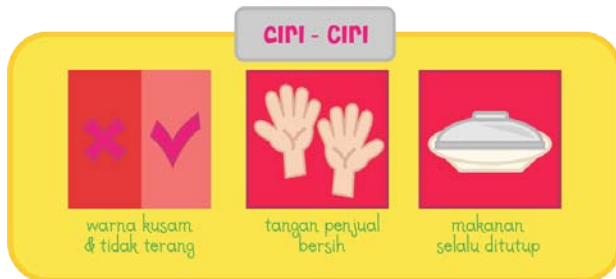 CIRI - CIRI
warna kusam
& tidak terang
tangan penjual
bersih
makanan
selalu ditutup